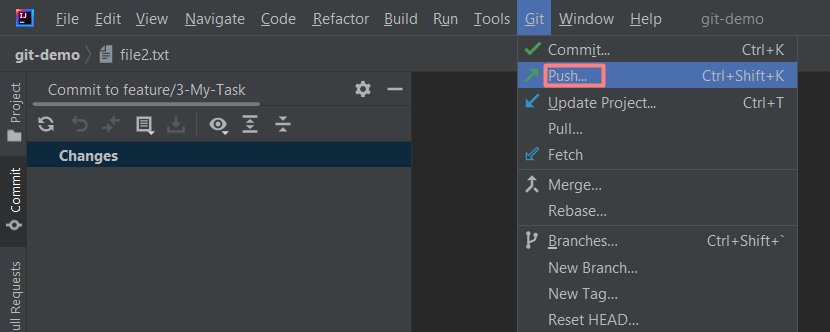 IJ File Edit View Navigate Code Refactor Build Run Tools Git Window Help git-demo
git-demo file2.txt
Commit to feature/3-My-Task
Changes
Project
Commit
ull Requests
Commit... Ctrl+K
Push... Ctrl+Shift+K
Update Project... Ctrl+T
Pull...
Fetch
Merge...
Rebase...
Branches... Ctrl+Shift+`
New Branch...
New Tag...
Reset HEAD...